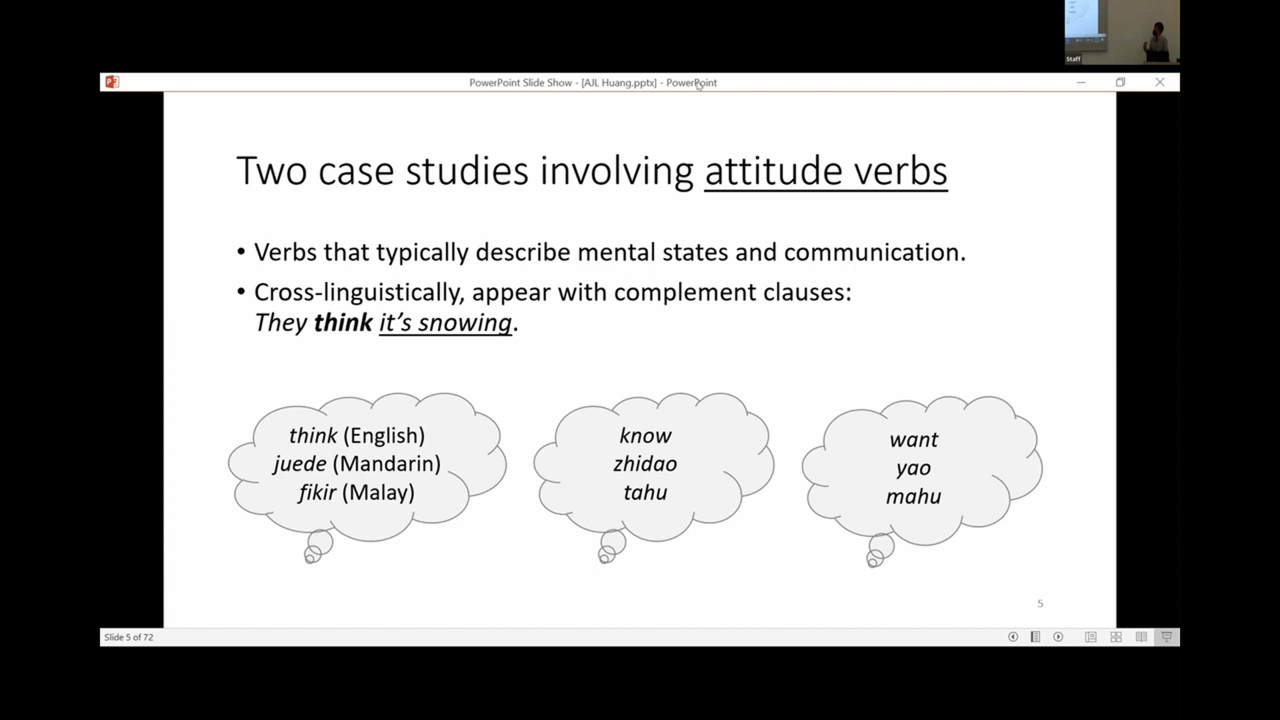 Staff
PowerPoint Slide Show - [AJL Huang.pptx] - PowerPoint
Two case studies involving attitude verbs
• Verbs that typically describe mental states and communication.
• Cross-linguistically, appear with complement clauses:
They think it’s snowing.
think (English)
juede (Mandarin)
fikir (Malay)
know
zhidao
tahu
want
yao
mahu
5
Slide 5 of 72